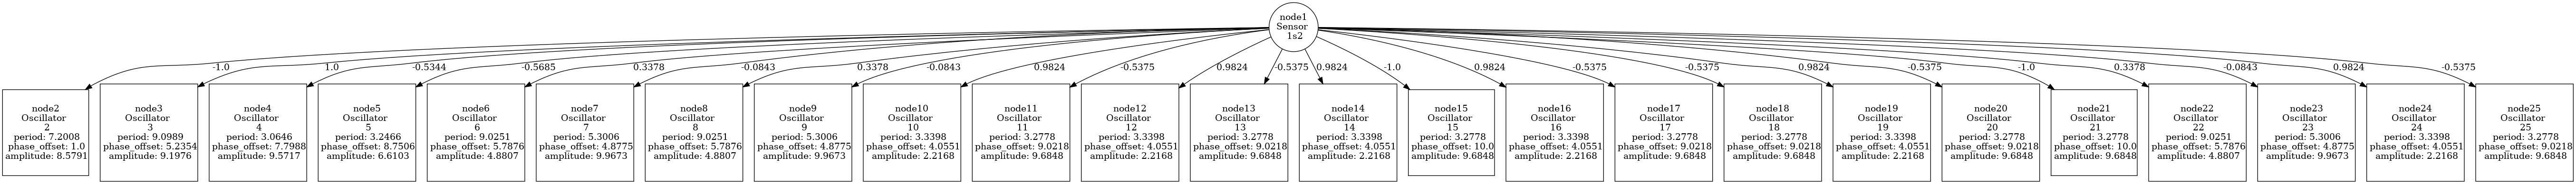 node1
Sensor
1s2
-1.0
1.0
-0.5344
-0.5685
0.3378
-0.0843
0.3378
-0.0843
0.9824
-0.5375
0.9824
-0.5375
0.9824
-1.0
0.9824
-0.5375
-0.5375
0.9824
-0.5375
-1.0
0.3378
-0.0843
0.9824
-0.5375
node2
Oscillator
2
period: 7.2008
phase_offset: 1.0
amplitude: 8.5791
node3
Oscillator
3
period: 9.0989
phase_offset: 5.2354
amplitude: 9.1976
node4
Oscillator
4
period: 3.0646
phase_offset: 7.7988
amplitude: 9.5717
node5
Oscillator
5
period: 3.2466
phase_offset: 8.7506
amplitude: 6.6103
node6
Oscillator
6
period: 9.0251
phase_offset: 5.7876
amplitude: 4.8807
node7
Oscillator
7
period: 5.3006
phase_offset: 4.8775
amplitude: 9.9673
node8
Oscillator
8
period: 9.0251
phase_offset: 5.7876
amplitude: 4.8807
node9
Oscillator
9
period: 5.3006
phase_offset: 4.8775
amplitude: 9.9673
node10
Oscillator
10
period: 3.3398
phase_offset: 4.0551
amplitude: 2.2168
node11
Oscillator
11
period: 3.2778
phase_offset: 9.0218
amplitude: 9.6848
node12
Oscillator
12
period: 3.3398
phase_offset: 4.0551
amplitude: 2.2168
node13
Oscillator
13
period: 3.2778
phase_offset: 9.0218
amplitude: 9.6848
node14
Oscillator
14
period: 3.3398
phase_offset: 4.0551
amplitude: 2.2168
node15
Oscillator
15
period: 3.2778
phase_offset: 10.0
amplitude: 9.6848
node16
Oscillator
16
period: 3.3398
phase_offset: 4.0551
amplitude: 2.2168
node17
Oscillator
17
period: 3.2778
phase_offset: 9.0218
amplitude: 9.6848
node18
Oscillator
18
period: 3.2778
phase_offset: 9.0218
amplitude: 9.6848
node19
Oscillator
19
period: 3.3398
phase_offset: 4.0551
amplitude: 2.2168
node20
Oscillator
20
period: 3.2778
phase_offset: 9.0218
amplitude: 9.6848
node21
Oscillator
21
period: 3.2778
phase_offset: 10.0
amplitude: 9.6848
node22
Oscillator
22
period: 9.0251
phase_offset: 5.7876
amplitude: 4.8807
node23
Oscillator
23
period: 5.3006
phase_offset: 4.8775
amplitude: 9.9673
node24
Oscillator
24
period: 3.3398
phase_offset: 4.0551
amplitude: 2.2168
node25
Oscillator
25
period: 3.2778
phase_offset: 9.0218
amplitude: 9.6848